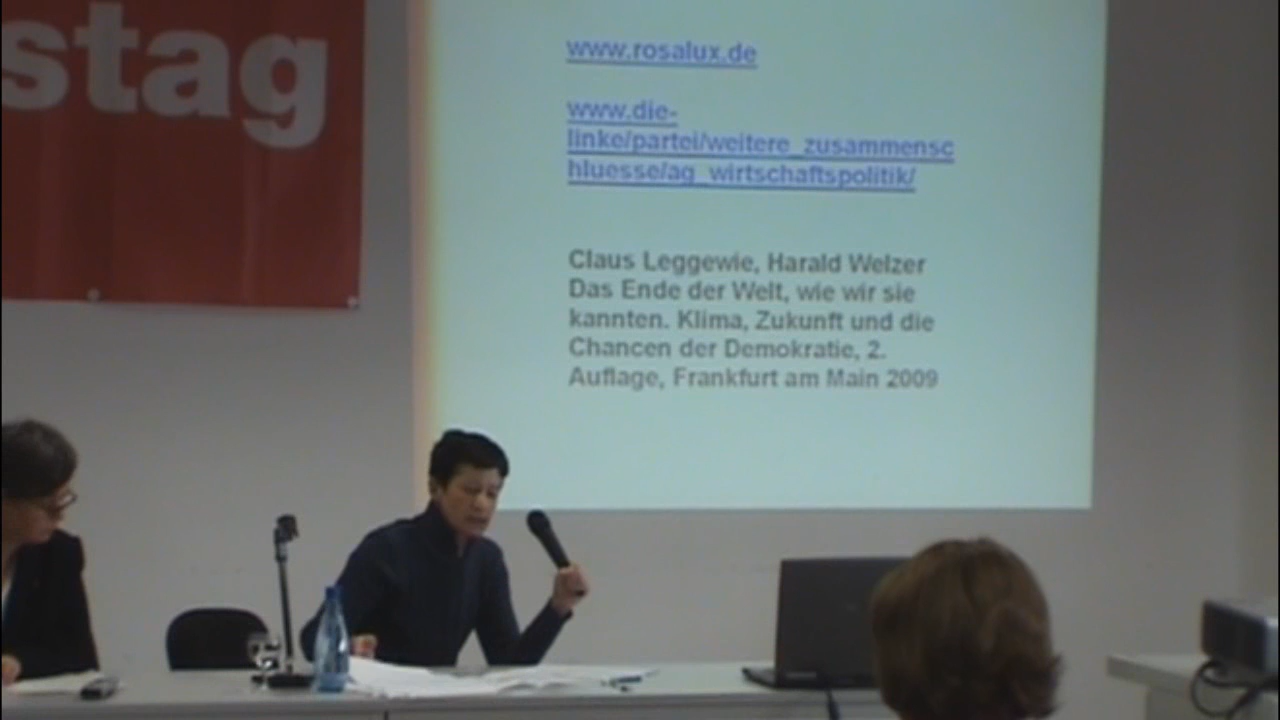 stag
www.rosalux.de
www.die-
linke/partei/weitere_zusammensc
hluesse/ag_wirtschaftspolitik/
Claus Leggewie, Harald Welzer
Das Ende der Welt, wie wir sie
kannten. Klima, Zukunft und die
Chancen der Demokratie, 2.
Auflage, Frankfurt am Main 2009